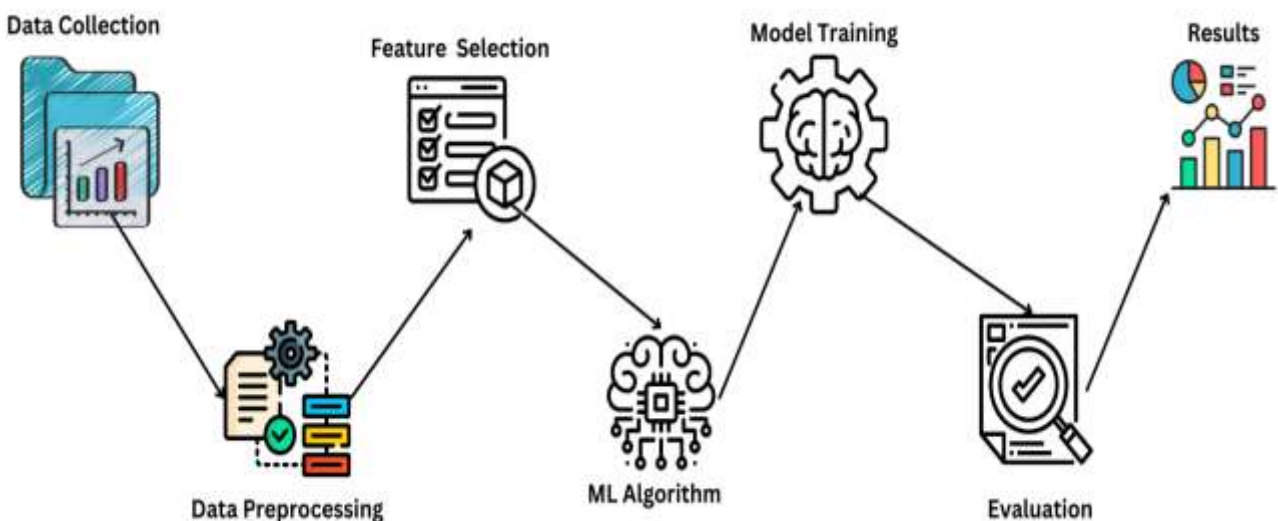 Data Collection
Data Preprocessing
Feature Selection
ML Algorithm
Model Training
Evaluation
Results